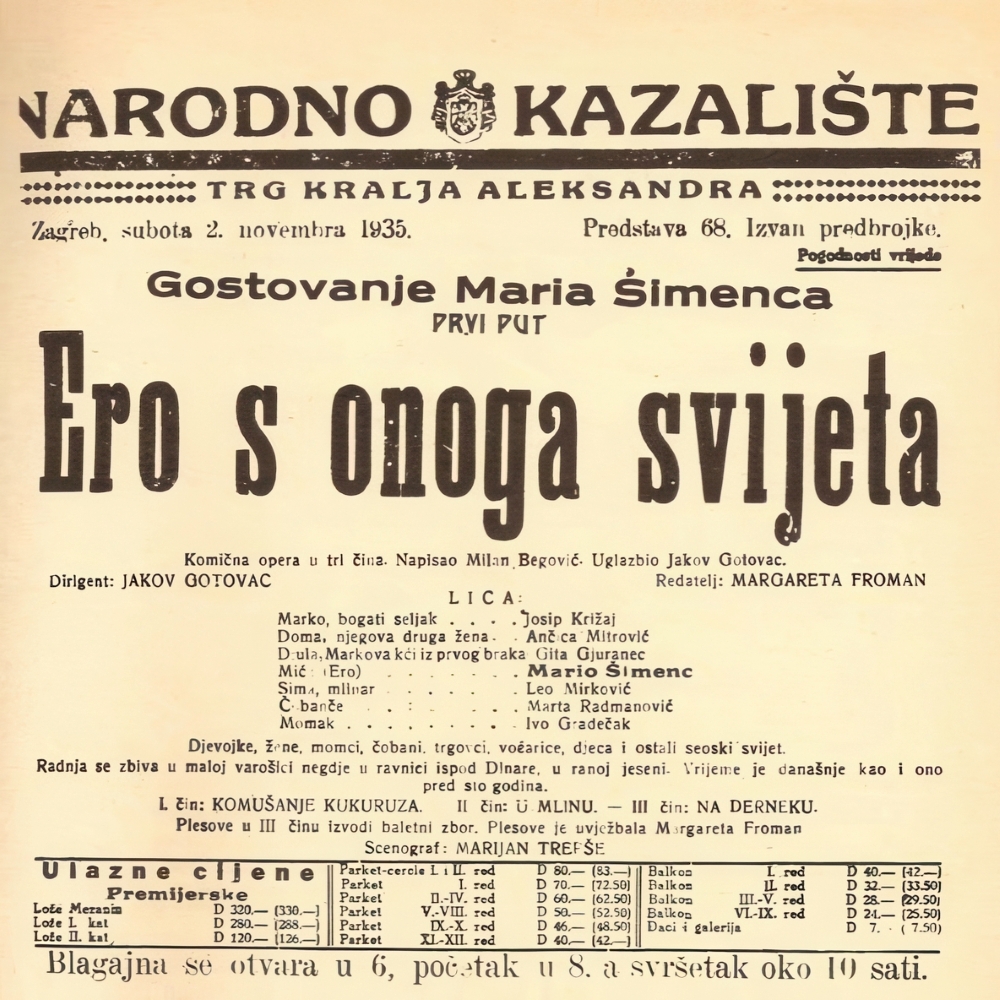 NARODNO KAZALIŠTE
TRG KRALJA ALEKSANDRA
Zagreb, subota 2. novembra 1935. Predstava 68. Izvan predbrojke.
Pogodnosti vrijede
Gostovanje Maria Šimenca
PRVI PUT
Ero s onoga svijeta
Komična opera u tri čina. Napisao Milan Begović. Uglazbio Jakov Gotovac.
Dirigent: JAKOV GOTOVAC Redatelj: MARGARETA FROMAN
LICA:
Marko, bogati seljak . . . . Josip Križaj
Doma, njegova druga žena . . Ančica Mitrović
Djula, Markova kći iz prvog braka Gita Gjuranec
Mića (Ero) . . . . . . . Mario Šimenc
Sima, mlinar . . . . . . Leo Mirković
Čobanče . . : . . . Marta Radmanović
Momak . . . . . . . . Ivo Gradečak
Djevojke, žene, momci, čobani, trgovci, voćarice, djeca i ostali seoski svijet.
Radnja se zbiva u maloj varošici negdje u ravnici ispod Dinare, u ranoj jeseni. Vrijeme je današnje kao i ono
pred sto godina.
I. čin: KOMUŠANJE KUKURUZA. II čin: U MLINU. — III čin: NA DERNEKU.
Plesove u III činu izvodi baletni zbor. Plesove je uvježbala Margareta Froman
Scenograf: MARIJAN TREPŠE
Ulazne cijene
Premijerske
Lože Mezanin D 320.— (330.—)
Lože I. kat D 280.— (288.—)
Lože II. kat D 120.— (126.—)
Parket-cercle I. i II. red D 80.— (83.—)
Parket I. red D 70.— (72.50)
Parket II.-IV. red D 60.— (62.50)
Parket V.-VIII. red D 50.— (52.50)
Parket IX.-X. red D 46.— (48.50)
Parket XI.-XII. red D 40.— (42.—)
Balkon I. red D 40.— (42.—)
Balkon II. red D 32.— (33.50)
Balkon III.-V. red D 28.— (29.50)
Balkon VI.-IX. red D 24.— (25.50)
Đaci i galerija D 7. · ( 7.50)
Blagajna se otvara u 6, početak u 8. a svršetak oko 10 sati.